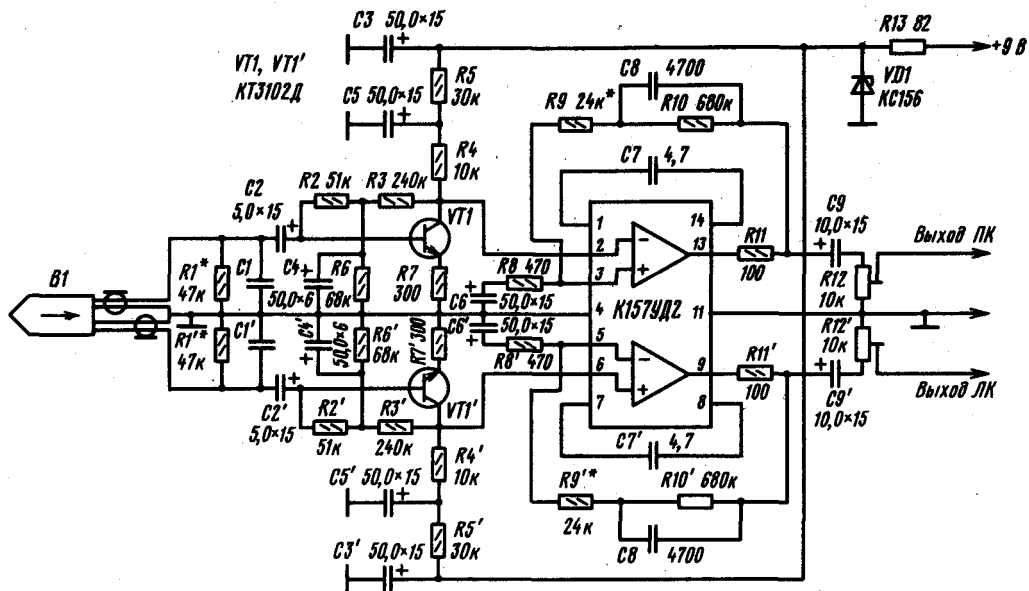 C3 50,0×15
R13 82
+9 В
VT1, VT1'
КТ3102Д
R5
30к
C8 4700
VD1
КС156
C5 50,0×15
R9 24к*
R10 680к
R4
10к
C7 4,7
C2
5,0×15
R2 51к
R3 240к
VT1
1
14
C9
10,0×15
Выход ПК
2
13
R11
100
B1
R1*
47к
C1
C4
50,0×6
R6
68к
R7
300
R8 470
3
R12
10к
C6
50,0×15
4
К157УД2
11
R1'*
47к
C1'
C4'
50,0×6
R6'
68к
R7' 300
C6'
50,0×15
R8' 470
5
R12'
10к
6
9
R11'
100
Выход ЛК
C9'
10,0×15
C2'
5,0×15
R2'
51к
R3'
240к
VT1'
7
8
C7' 4,7
R4'
10к
C5' 50,0×15
R9'*
24к
R10' 680к
R5'
30к
C8 4700
C3' 50,0×15